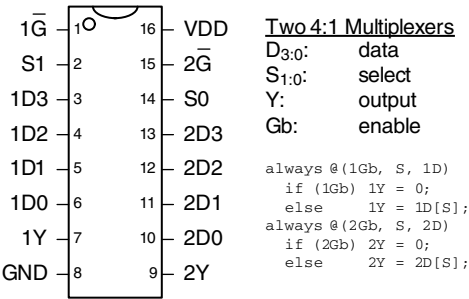 1G̅ 1 16 VDD
S1 2 15 2G̅
1D3 3 14 S0
1D2 4 13 2D3
1D1 5 12 2D2
1D0 6 11 2D1
1Y 7 10 2D0
GND 8 9 2Y
Two 4:1 Multiplexers
D3:0: data
S1:0: select
Y: output
Gb: enable
always @(1Gb, S, 1D)
if (1Gb) 1Y = 0;
else 1Y = 1D[S];
always @(2Gb, S, 2D)
if (2Gb) 2Y = 0;
else 2Y = 2D[S];